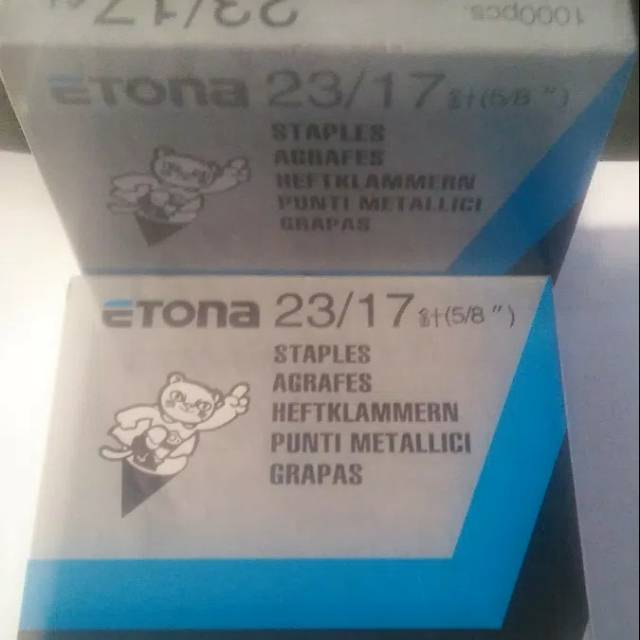 23/17
1000pcs.
ETONA 23/17 針(5/8")
STAPLES
AGRAFES
HEFTKLAMMERN
PUNTI METALLICI
GRAPAS
ETONA 23/17 針(5/8")
STAPLES
AGRAFES
HEFTKLAMMERN
PUNTI METALLICI
GRAPAS